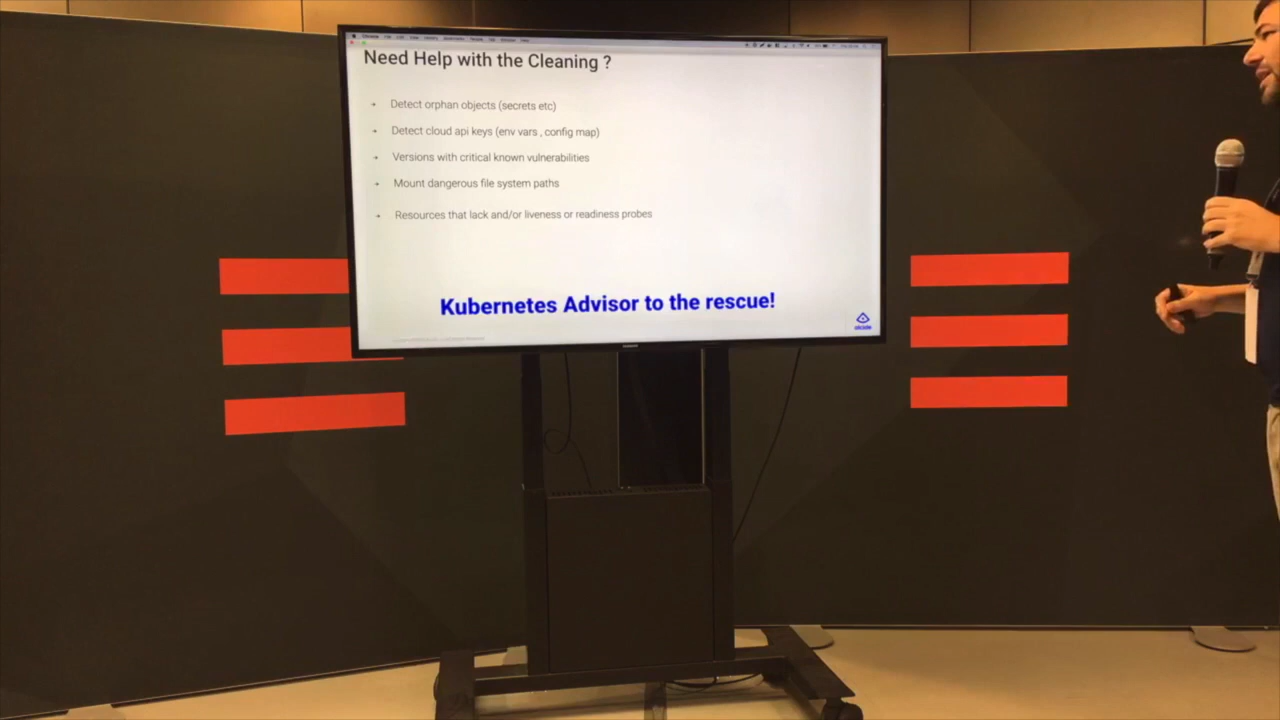 Need Help with the Cleaning ?
Detect orphan objects (secrets etc)
Detect cloud api keys (env vars , config map)
Versions with critical known vulnerabilities
Mount dangerous file system paths
Resources that lack and/or liveness or readiness probes
Kubernetes Advisor to the rescue!